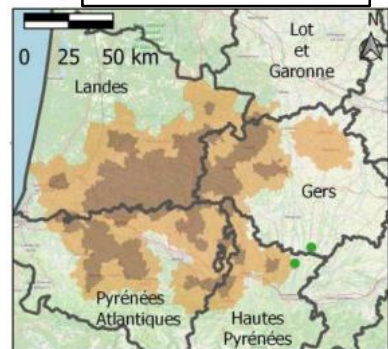 N
0 25 50 km
Lot
et
Garonne
Landes
Gers
Pyrénées
Atlantiques
Hautes
Pyrénées